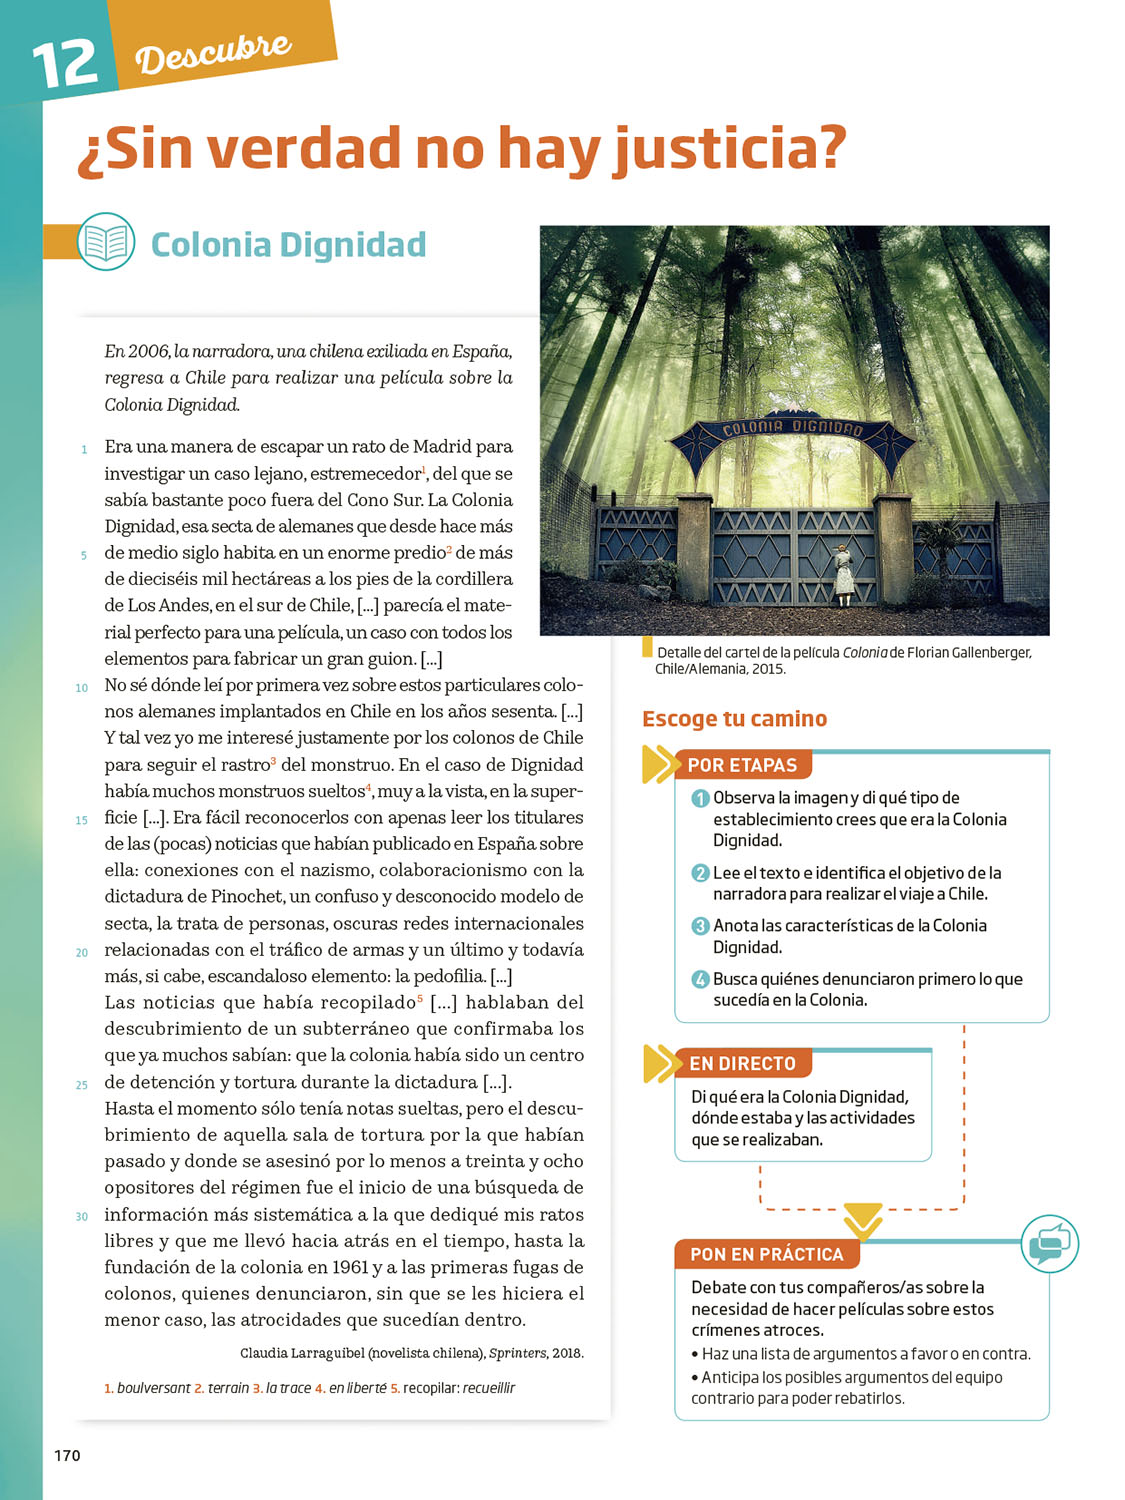 12 Descubre
¿Sin verdad no hay justicia?
Colonia Dignidad
En 2006, la narradora, una chilena exiliada en España,
regresa a Chile para realizar una película sobre la
Colonia Dignidad.
1 Era una manera de escapar un rato de Madrid para
investigar un caso lejano, estremecedor1, del que se
sabía bastante poco fuera del Cono Sur. La Colonia
Dignidad, esa secta de alemanes que desde hace más
5 de medio siglo habita en un enorme predio2 de más
de dieciséis mil hectáreas a los pies de la cordillera
de Los Andes, en el sur de Chile, [...] parecía el mate-
rial perfecto para una película, un caso con todos los
elementos para fabricar un gran guion. [...]
10 No sé dónde leí por primera vez sobre estos particulares colo-
nos alemanes implantados en Chile en los años sesenta. [...]
Y tal vez yo me interesé justamente por los colonos de Chile
para seguir el rastro3 del monstruo. En el caso de Dignidad
había muchos monstruos sueltos4, muy a la vista, en la super-
15 ficie [...]. Era fácil reconocerlos con apenas leer los titulares
de las (pocas) noticias que habían publicado en España sobre
ella: conexiones con el nazismo, colaboracionismo con la
dictadura de Pinochet, un confuso y desconocido modelo de
secta, la trata de personas, oscuras redes internacionales
20 relacionadas con el tráfico de armas y un último y todavía
más, si cabe, escandaloso elemento: la pedofilia. [...]
Las noticias que había recopilado5 [...] hablaban del
descubrimiento de un subterráneo que confirmaba los
que ya muchos sabían: que la colonia había sido un centro
25 de detención y tortura durante la dictadura [...].
Hasta el momento sólo tenía notas sueltas, pero el descu-
brimiento de aquella sala de tortura por la que habían
pasado y donde se asesinó por lo menos a treinta y ocho
opositores del régimen fue el inicio de una búsqueda de
30 información más sistemática a la que dediqué mis ratos
libres y que me llevó hacia atrás en el tiempo, hasta la
fundación de la colonia en 1961 y a las primeras fugas de
colonos, quienes denunciaron, sin que se les hiciera el
menor caso, las atrocidades que sucedían dentro.
Claudia Larraguibel (novelista chilena), Sprinters, 2018.
1. boulversant 2. terrain 3. la trace 4. en liberté 5. recopilar: recueillir
COLONIA DIGNIDAD
Detalle del cartel de la película Colonia de Florian Gallenberger,
Chile/Alemania, 2015.
Escoge tu camino
POR ETAPAS
1 Observa la imagen y di qué tipo de
establecimiento crees que era la Colonia
Dignidad.
2 Lee el texto e identifica el objetivo de la
narradora para realizar el viaje a Chile.
3 Anota las características de la Colonia
Dignidad.
4 Busca quiénes denunciaron primero lo que
sucedía en la Colonia.
EN DIRECTO
Di qué era la Colonia Dignidad,
dónde estaba y las actividades
que se realizaban.
PON EN PRÁCTICA
Debate con tus compañeros/as sobre la
necesidad de hacer películas sobre estos
crímenes atroces.
• Haz una lista de argumentos a favor o en contra.
• Anticipa los posibles argumentos del equipo
contrario para poder rebatirlos.
170